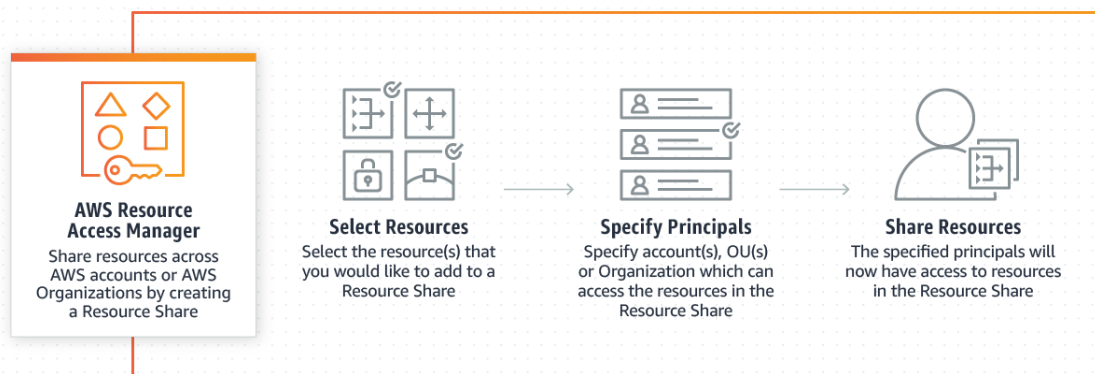 AWS Resource
Access Manager
Share resources across
AWS accounts or AWS
Organizations by creating
a Resource Share
Select Resources
Select the resource(s) that
you would like to add to a
Resource Share
Specify Principals
Specify account(s), OU(s)
or Organization which can
access the resources in the
Resource Share
Share Resources
The specified principals will
now have access to resources
in the Resource Share